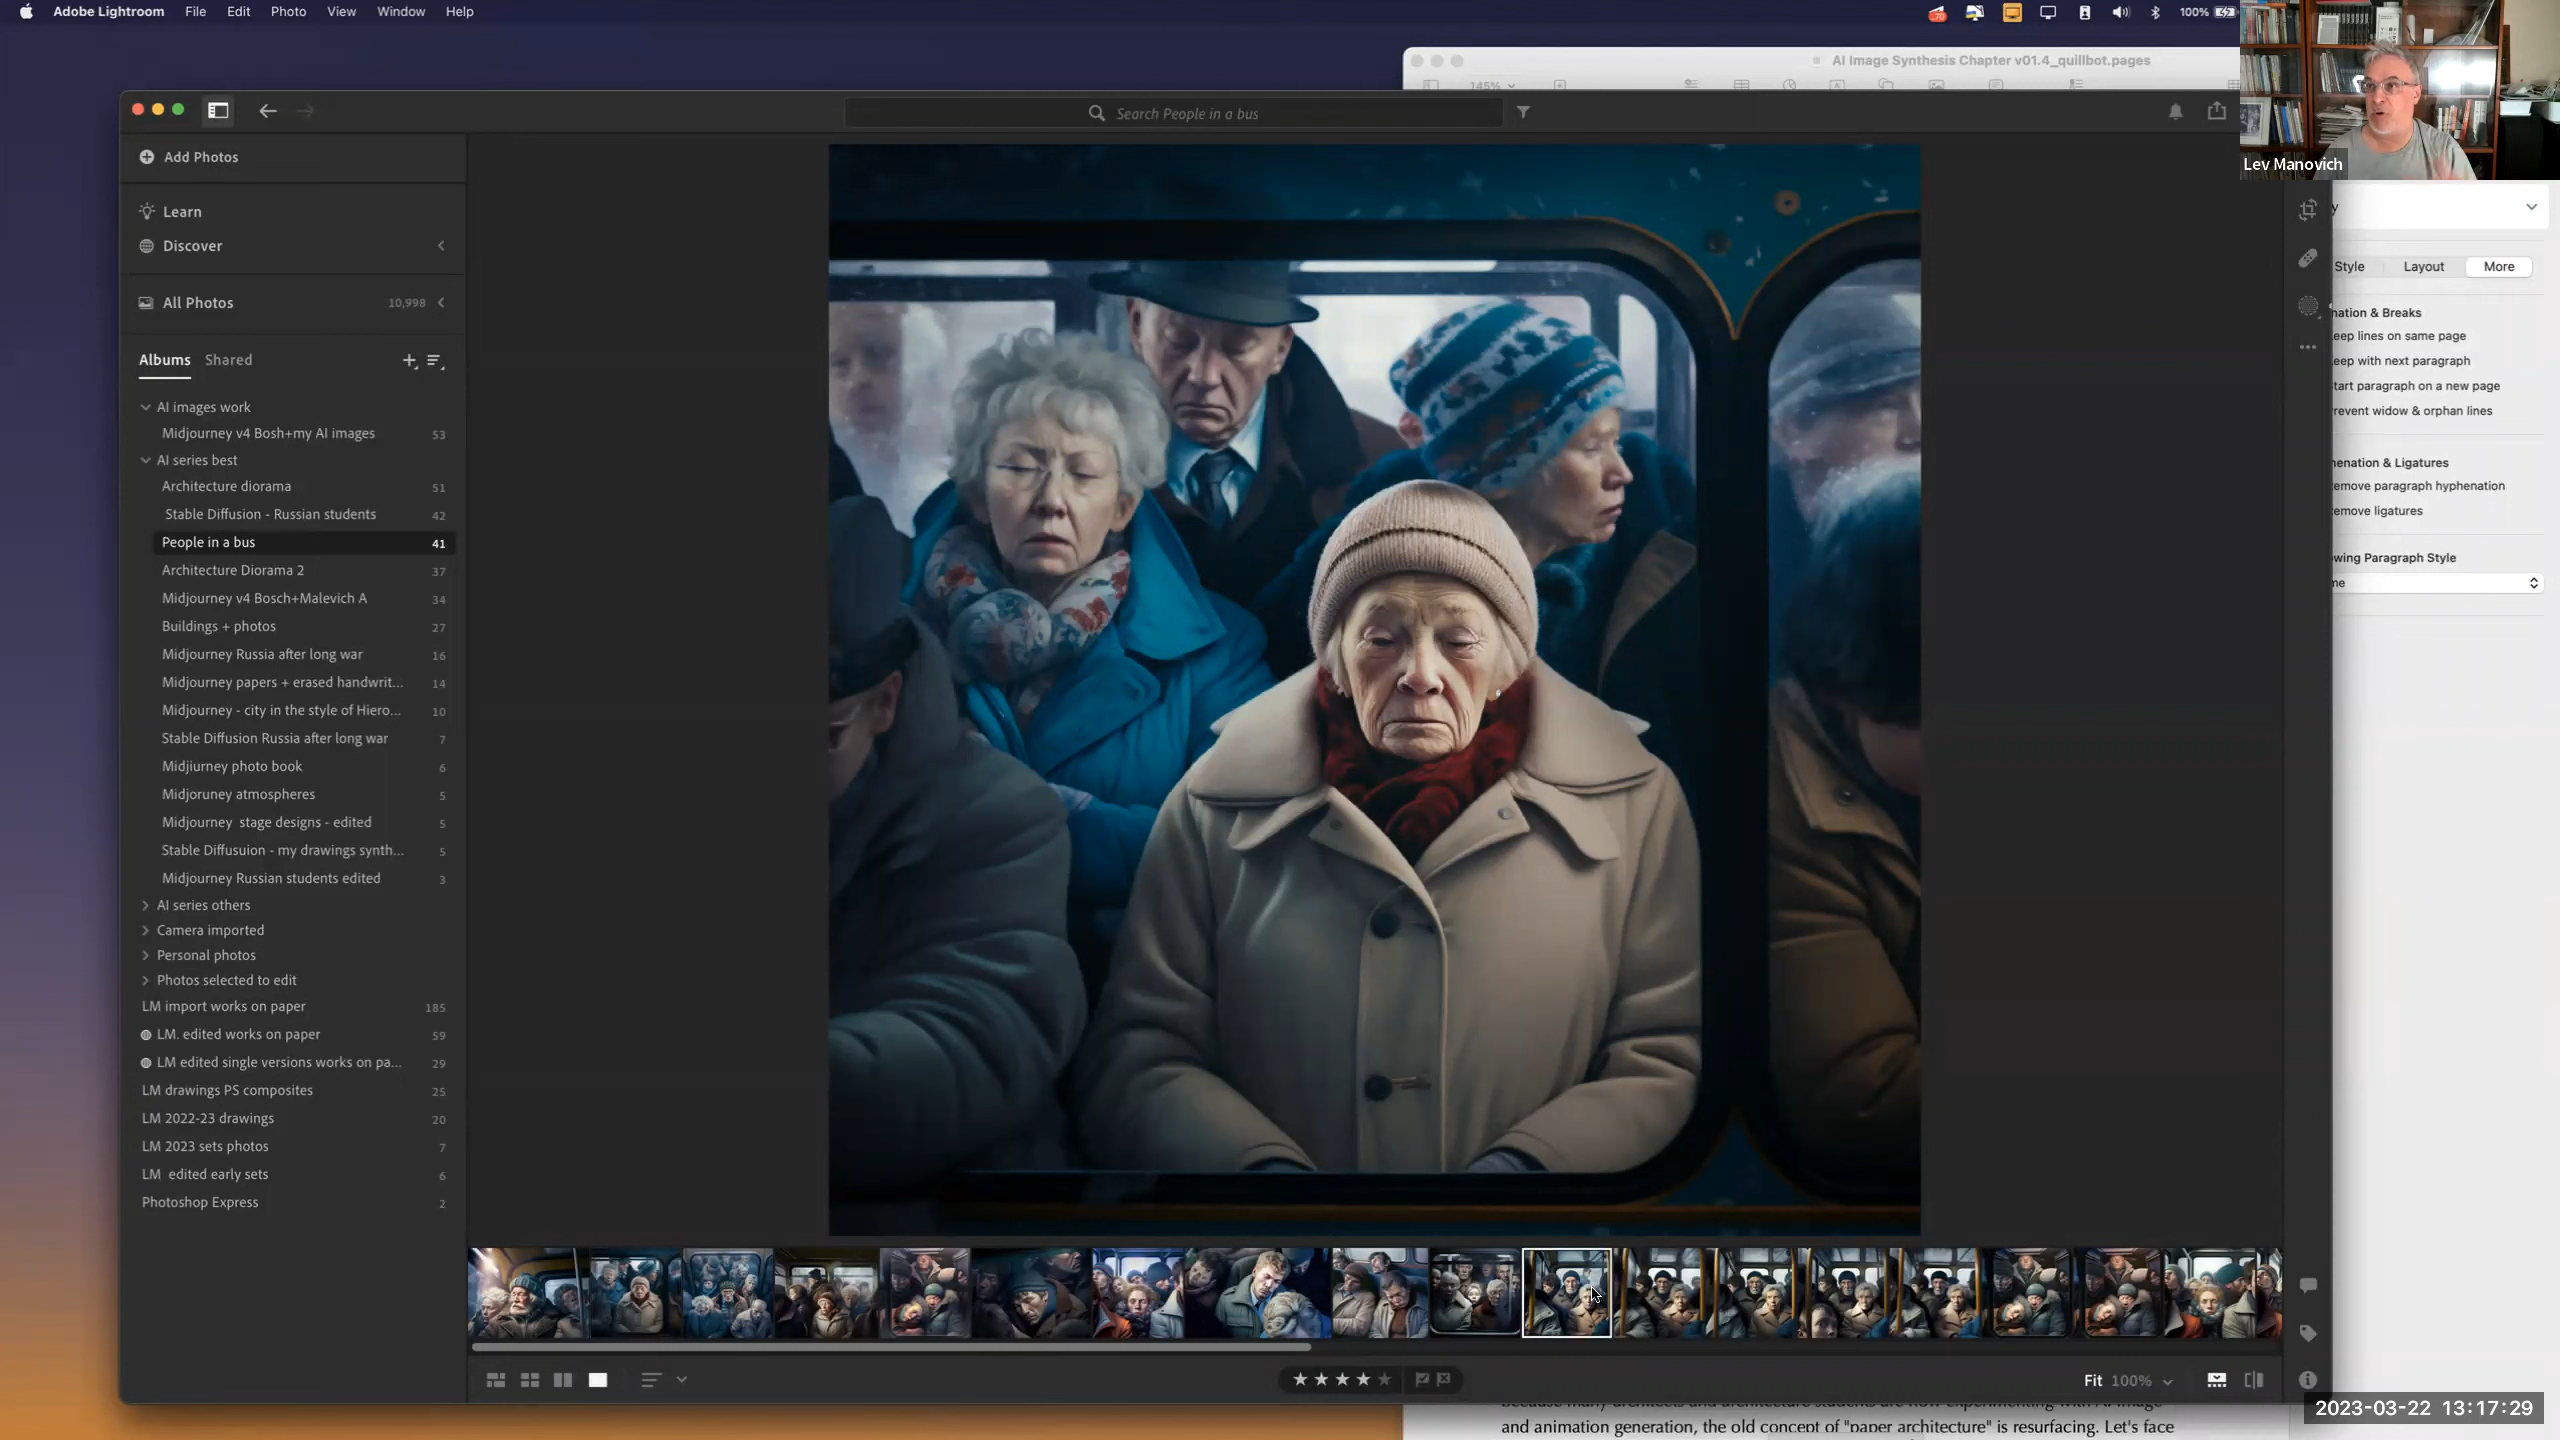 Adobe Lightroom File Edit Photo View Window Help
70
100%
AI Image Synthesis Chapter v01.4_quillbot.pages
145%
Search People in a bus
Lev Manovich
Add Photos
Learn
Discover
All Photos 10,998
Albums Shared
AI images work
Midjourney v4 Bosh+my AI images 53
AI series best
Architecture diorama 51
Stable Diffusion - Russian students 42
People in a bus 41
Architecture Diorama 2 37
Midjourney v4 Bosch+Malevich A 34
Buildings + photos 27
Midjourney Russia after long war 16
Midjourney papers + erased handwrit... 14
Midjourney - city in the style of Hiero... 10
Stable Diffusion Russia after long war 7
Midjiurney photo book 6
Midjoruney atmospheres 5
Midjourney stage designs - edited 5
Stable Diffusuion - my drawings synth... 5
Midjourney Russian students edited 3
AI series others
Camera imported
Personal photos
Photos selected to edit
LM import works on paper 185
LM. edited works on paper 59
LM edited single versions works on pa... 29
LM drawings PS composites 25
LM 2022-23 drawings 20
LM 2023 sets photos 7
LM edited early sets 6
Photoshop Express 2
y
Style Layout More
nation & Breaks
eep lines on same page
eep with next paragraph
tart paragraph on a new page
revent widow & orphan lines
enation & Ligatures
emove paragraph hyphenation
emove ligatures
wing Paragraph Style
ne
Fit 100%
2023-03-22 13:17:29
and animation generation, the old concept of "paper architecture" is resurfacing. Let's face